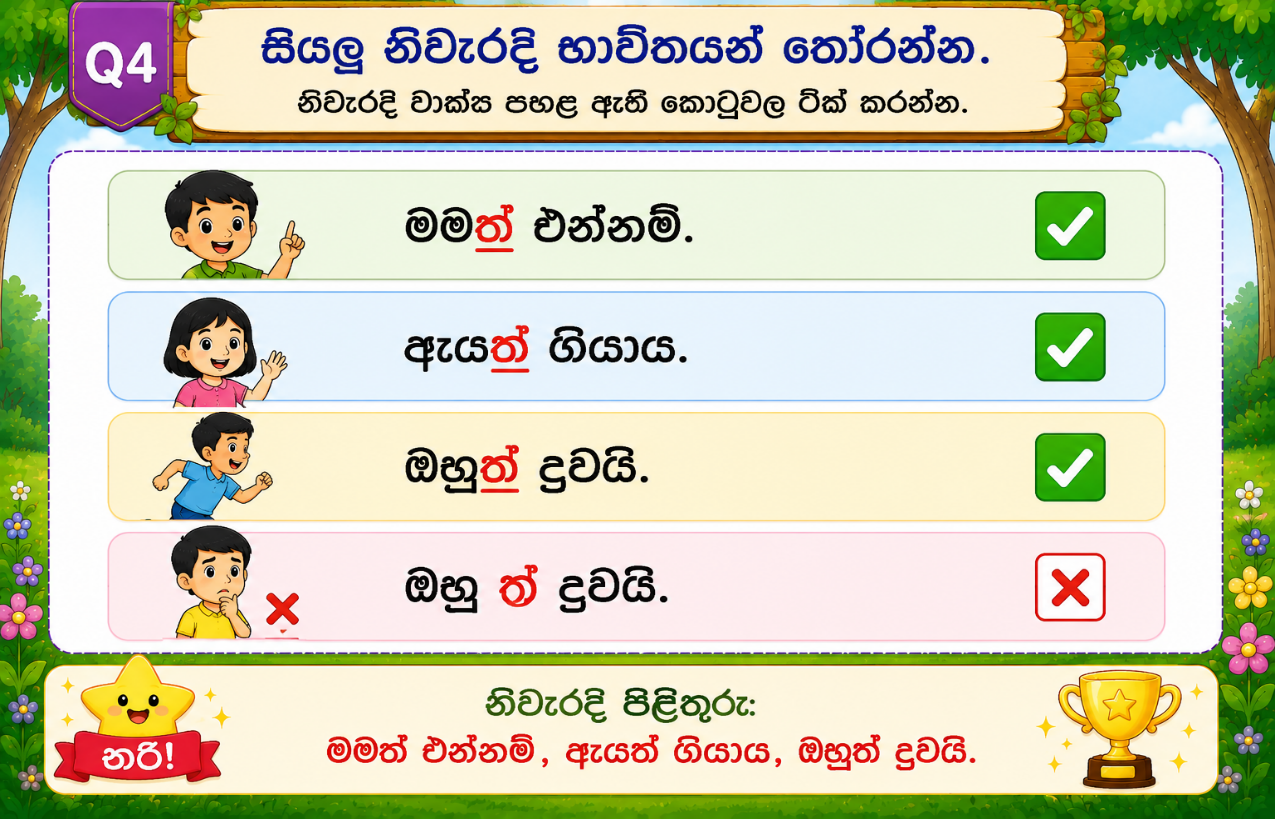 Q4
සියලු නිවැරදි භාවිතයන් තෝරන්න.
නිවැරදි වාක්ය පහළ ඇති කොටුවල ටික් කරන්න.
මමත් එන්නම්.
ඇයත් ගියාය.
ඔහුත් දුවයි.
ඔහු ත් දුවයි.
නිවැරදි පිළිතුරු:
මමත් එන්නම්, ඇයත් ගියාය, ඔහුත් දුවයි.
හරි!